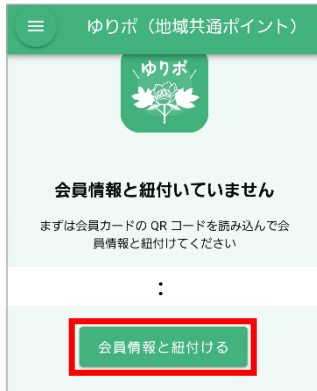 ゆりポ（地域共通ポイント）
ゆりポ
会員情報と紐付いていません
まずは会員カードの QR コードを読み込んで会
員情報と紐付けてください
：
会員情報と紐付ける